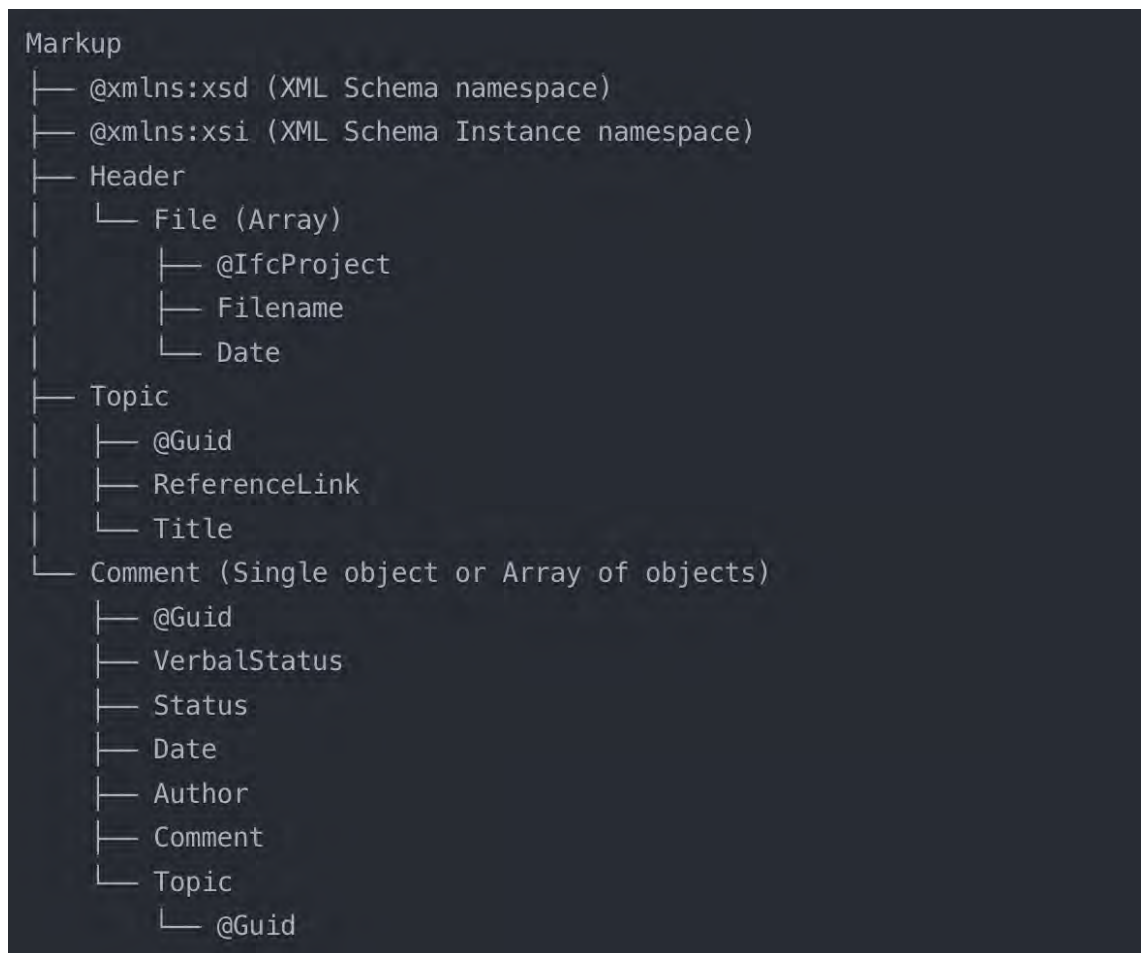 Markup
├── @xmlns:xsd (XML Schema namespace)
├── @xmlns:xsi (XML Schema Instance namespace)
├── Header
│   └── File (Array)
│       ├── @IfcProject
│       ├── Filename
│       └── Date
├── Topic
│   ├── @Guid
│   ├── ReferenceLink
│   └── Title
└── Comment (Single object or Array of objects)
    ├── @Guid
    ├── VerbalStatus
    ├── Status
    ├── Date
    ├── Author
    ├── Comment
    └── Topic
        └── @Guid